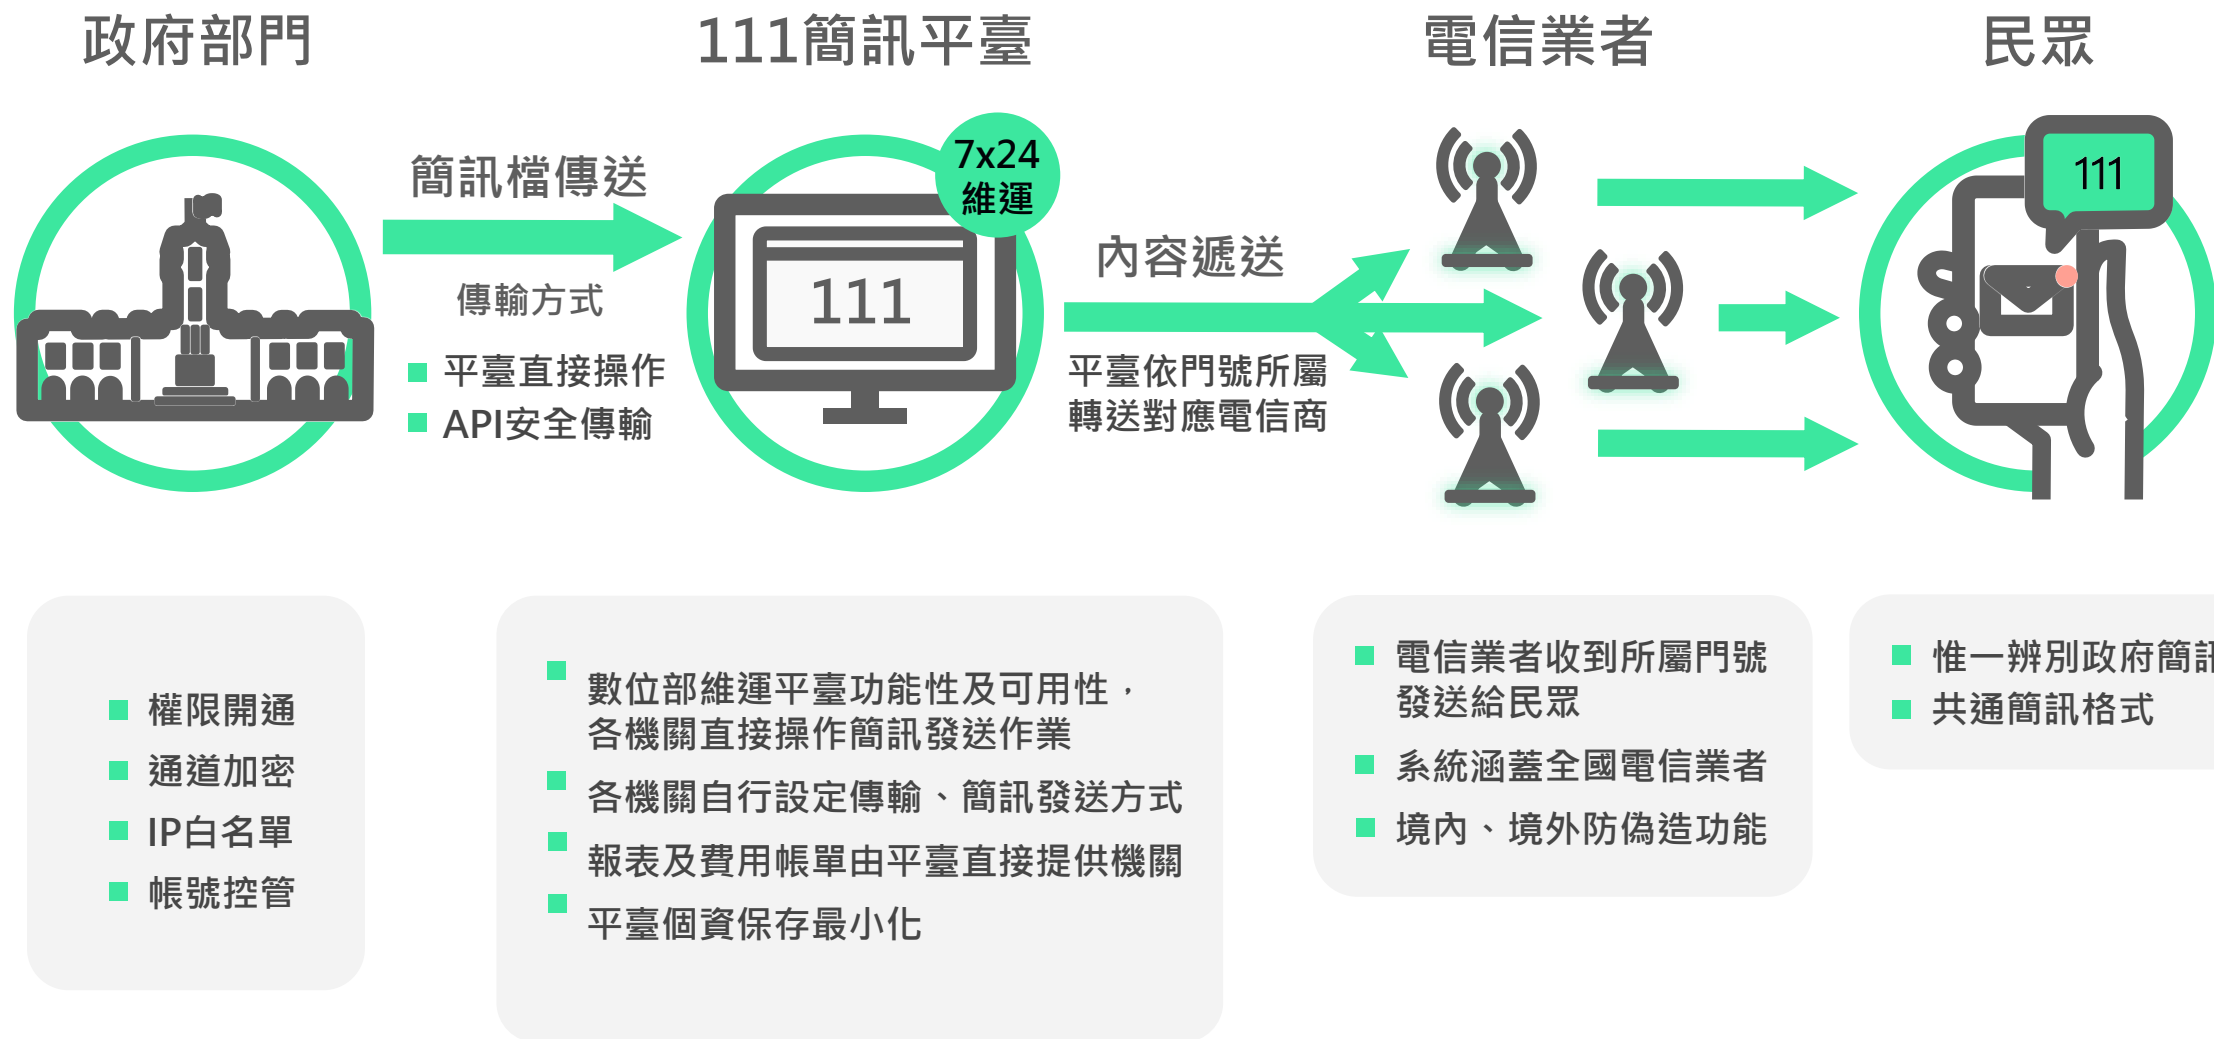 政府部門
111簡訊平臺
電信業者
民眾
簡訊檔傳送
傳輸方式
平臺直接操作
API安全傳輸
7x24
維運
111
內容遞送
平臺依門號所屬
轉送對應電信商
111
權限開通
通道加密
IP白名單
帳號控管
數位部維運平臺功能性及可用性，
各機關直接操作簡訊發送作業
各機關自行設定傳輸、簡訊發送方式
報表及費用帳單由平臺直接提供機關
平臺個資保存最小化
電信業者收到所屬門號
發送給民眾
系統涵蓋全國電信業者
境內、境外防偽造功能
惟一辨別政府簡訊
共通簡訊格式